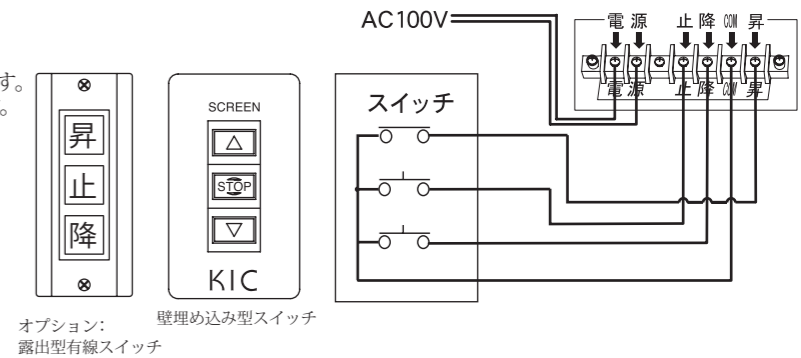 す。
。
昇
止
降
オプション：
露出型有線スイッチ
SCREEN
STOP
KIC
壁埋め込み型スイッチ
スイッチ
AC100V
電源 止 降 COM 昇
電源 止 降 COM 昇